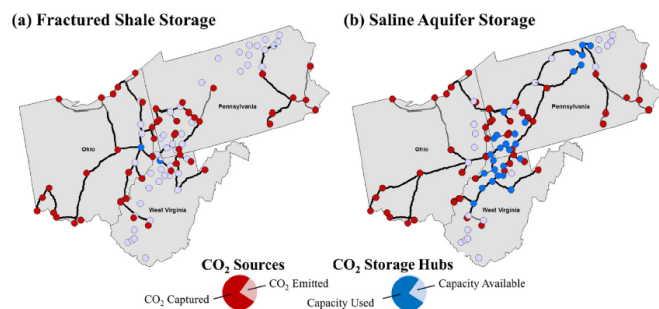 (a) Fractured Shale Storage
(b) Saline Aquifer Storage
Pennsylvania
Ohio
West Virginia
Pennsylvania
Ohio
West Virginia
CO₂ Sources
CO₂ Emitted
CO₂ Captured
CO₂ Storage Hubs
Capacity Available
Capacity Used